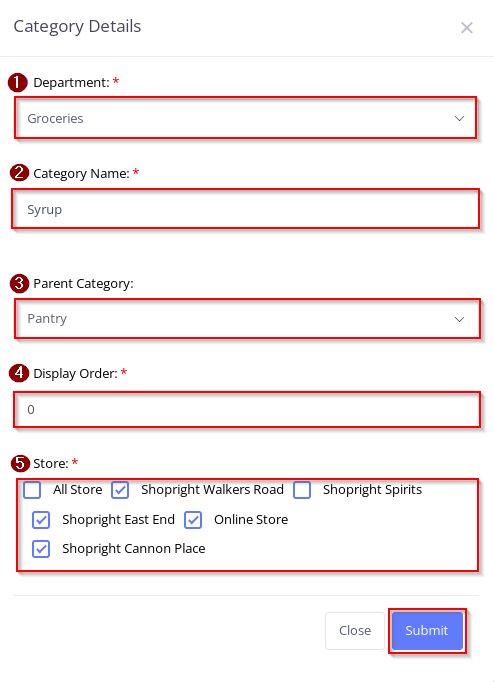 Category Details
1 Department: *
Groceries
2 Category Name: *
Syrup
3 Parent Category:
Pantry
4 Display Order: *
0
5 Store: *
All Store Shopright Walkers Road Shopright Spirits
Shopright East End Online Store
Shopright Cannon Place
Close Submit